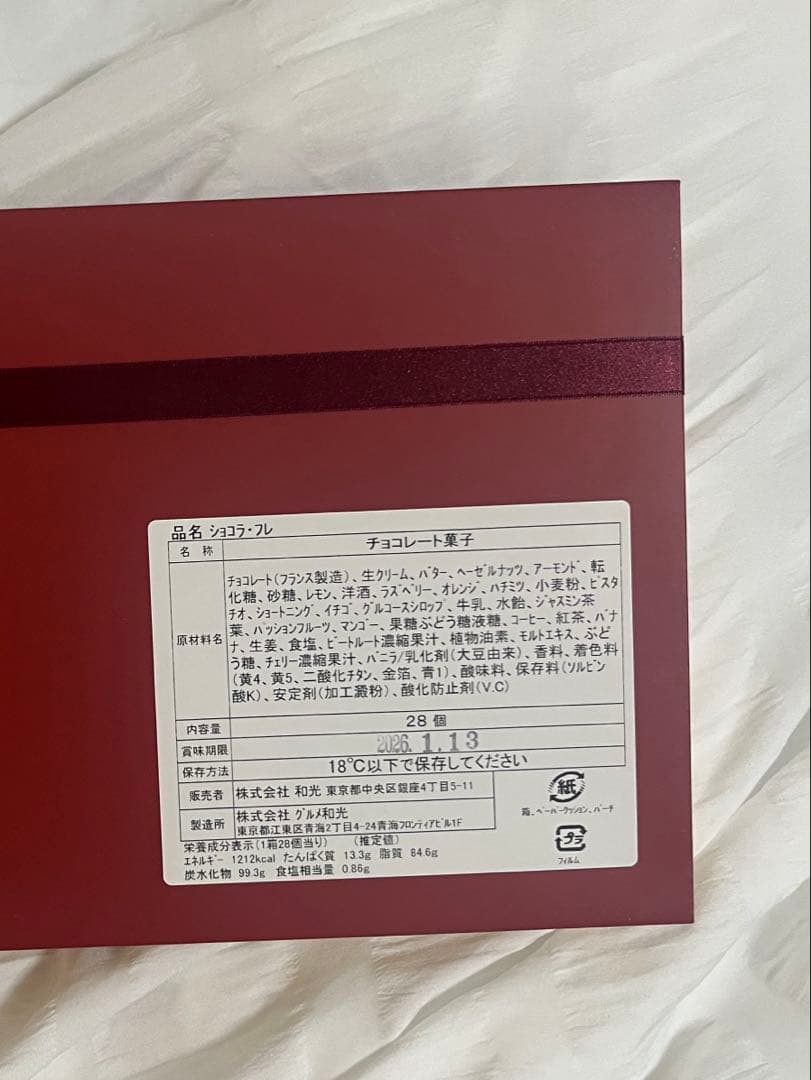 品名 ショコラ・フレ
名 称 チョコレート菓子
原材料名
チョコレート(フランス製造)、生クリーム、バター、ヘーゼルナッツ、アーモンド、転
化糖、砂糖、レモン、洋酒、ラズベリー、オレンジ、ハチミツ、小麦粉、ピスタ
チオ、ショートニング、イチゴ、グルコースシロップ、牛乳、水飴、ジャスミン茶
葉、パッションフルーツ、マンゴー、果糖ぶどう糖液糖、コーヒー、紅茶、バナ
ナ、生姜、食塩、ビートルート濃縮果汁、植物油素、モルトエキス、ぶど
う糖、チェリー濃縮果汁、バニラ/乳化剤(大豆由来)、香料、着色料
(黄4、黄5、二酸化チタン、金箔、青1)、酸味料、保存料(ソルビン
酸K)、安定剤(加工澱粉)、酸化防止剤(V.C)
内容量 28 個
賞味期限 2026. 1.13
保存方法 18℃以下で保存してください
販売者 株式会社 和光 東京都中央区銀座4丁目5-11
製造所 株式会社 グルメ和光
東京都江東区青海2丁目4-24青海フロンティアビル1F
紙
箱、ペーパークッション、パーチ
プラ
フィルム
栄養成分表示(1箱28個当り) (推定値)
エネルギー 1212kcal たんぱく質 13.3g 脂質 84.6g
炭水化物 99.3g 食塩相当量 0.86g